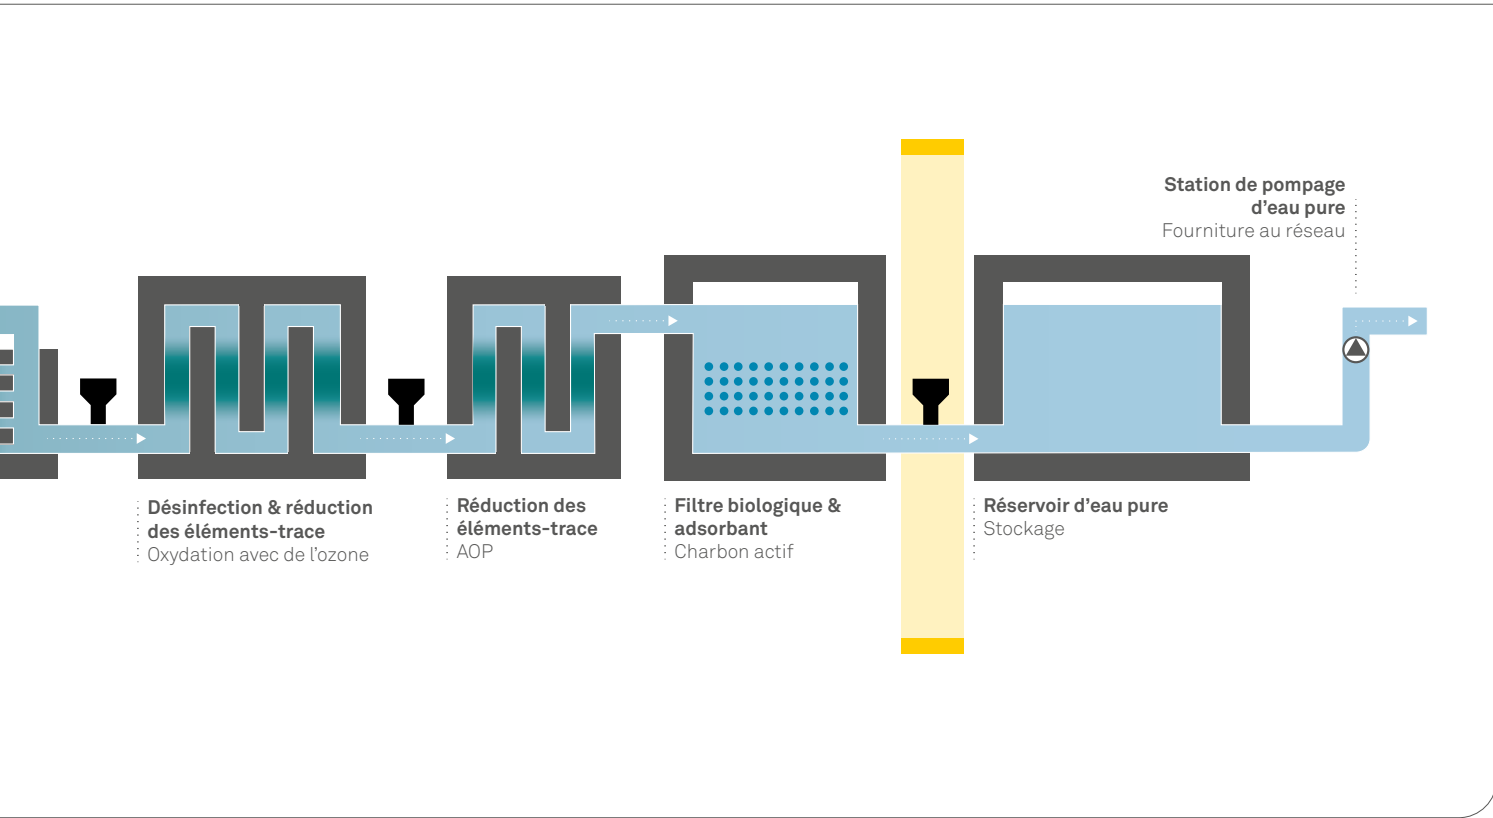 Station de pompage
d’eau pure
Fourniture au réseau
Désinfection & réduction
des éléments-trace
Oxydation avec de l’ozone
Réduction des
éléments-trace
AOP
Filtre biologique &
adsorbant
Charbon actif
Réservoir d’eau pure
Stockage